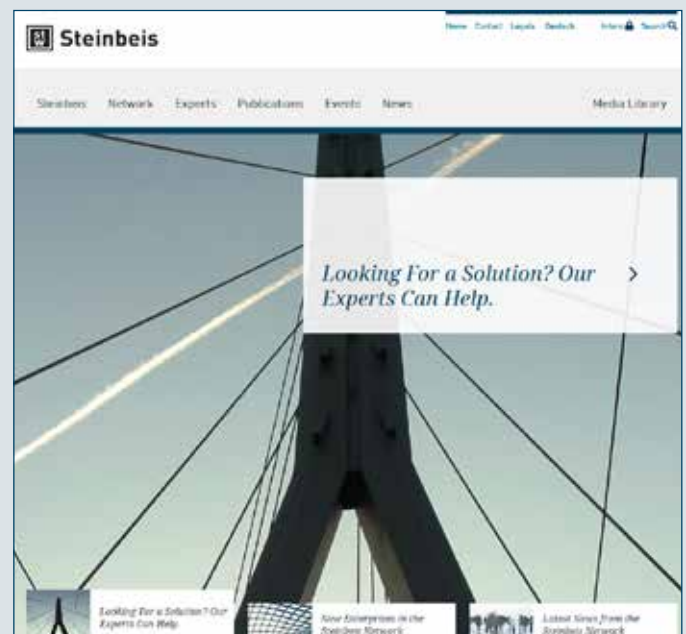 Steinbeis
Home Contact Legals Deutsch Intern Search
Steinbeis Network Experts Publications Events News Media Library
Looking For a Solution? Our
Experts Can Help.
Looking For a Solution? Our
Experts Can Help.
New Enterprises in the
Steinbeis Network
Latest News from the
Steinbeis Network